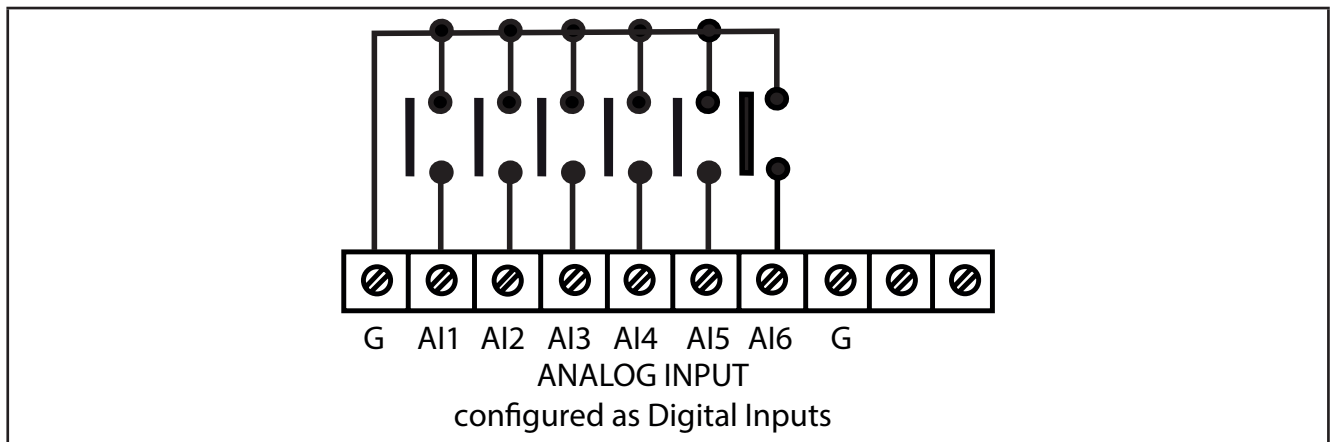 G AI1 AI2 AI3 AI4 AI5 AI6 G
ANALOG INPUT
configured as Digital Inputs